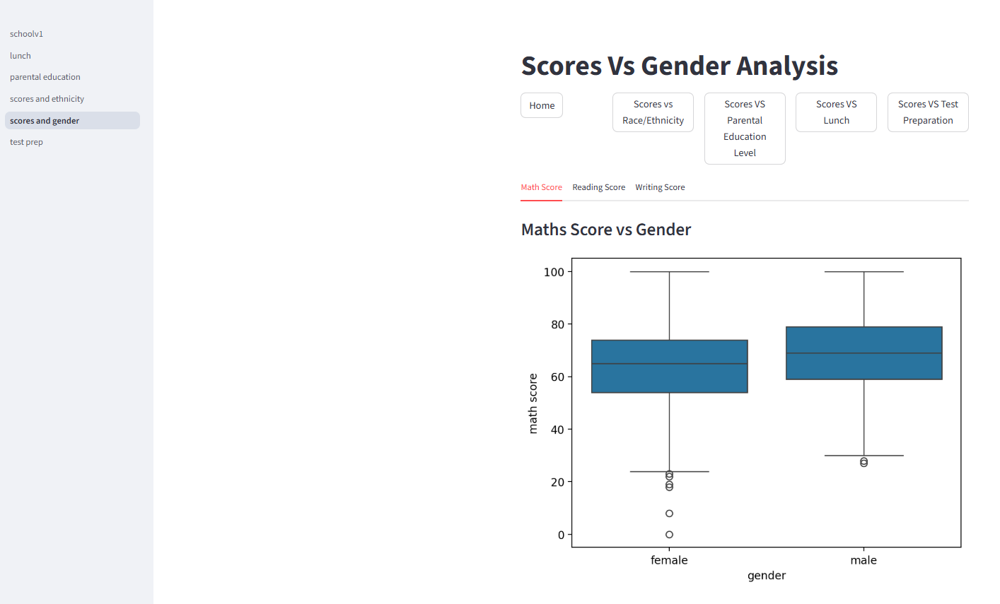 schoolv1
lunch
parental education
scores and ethnicity
scores and gender
test prep
Scores Vs Gender Analysis
Home
Scores vs
Race/Ethnicity
Scores VS
Parental
Education
Level
Scores VS
Lunch
Scores VS Test
Preparation
Math Score
Reading Score
Writing Score
Maths Score vs Gender
100
80
60
40
20
0
math score
female
male
gender